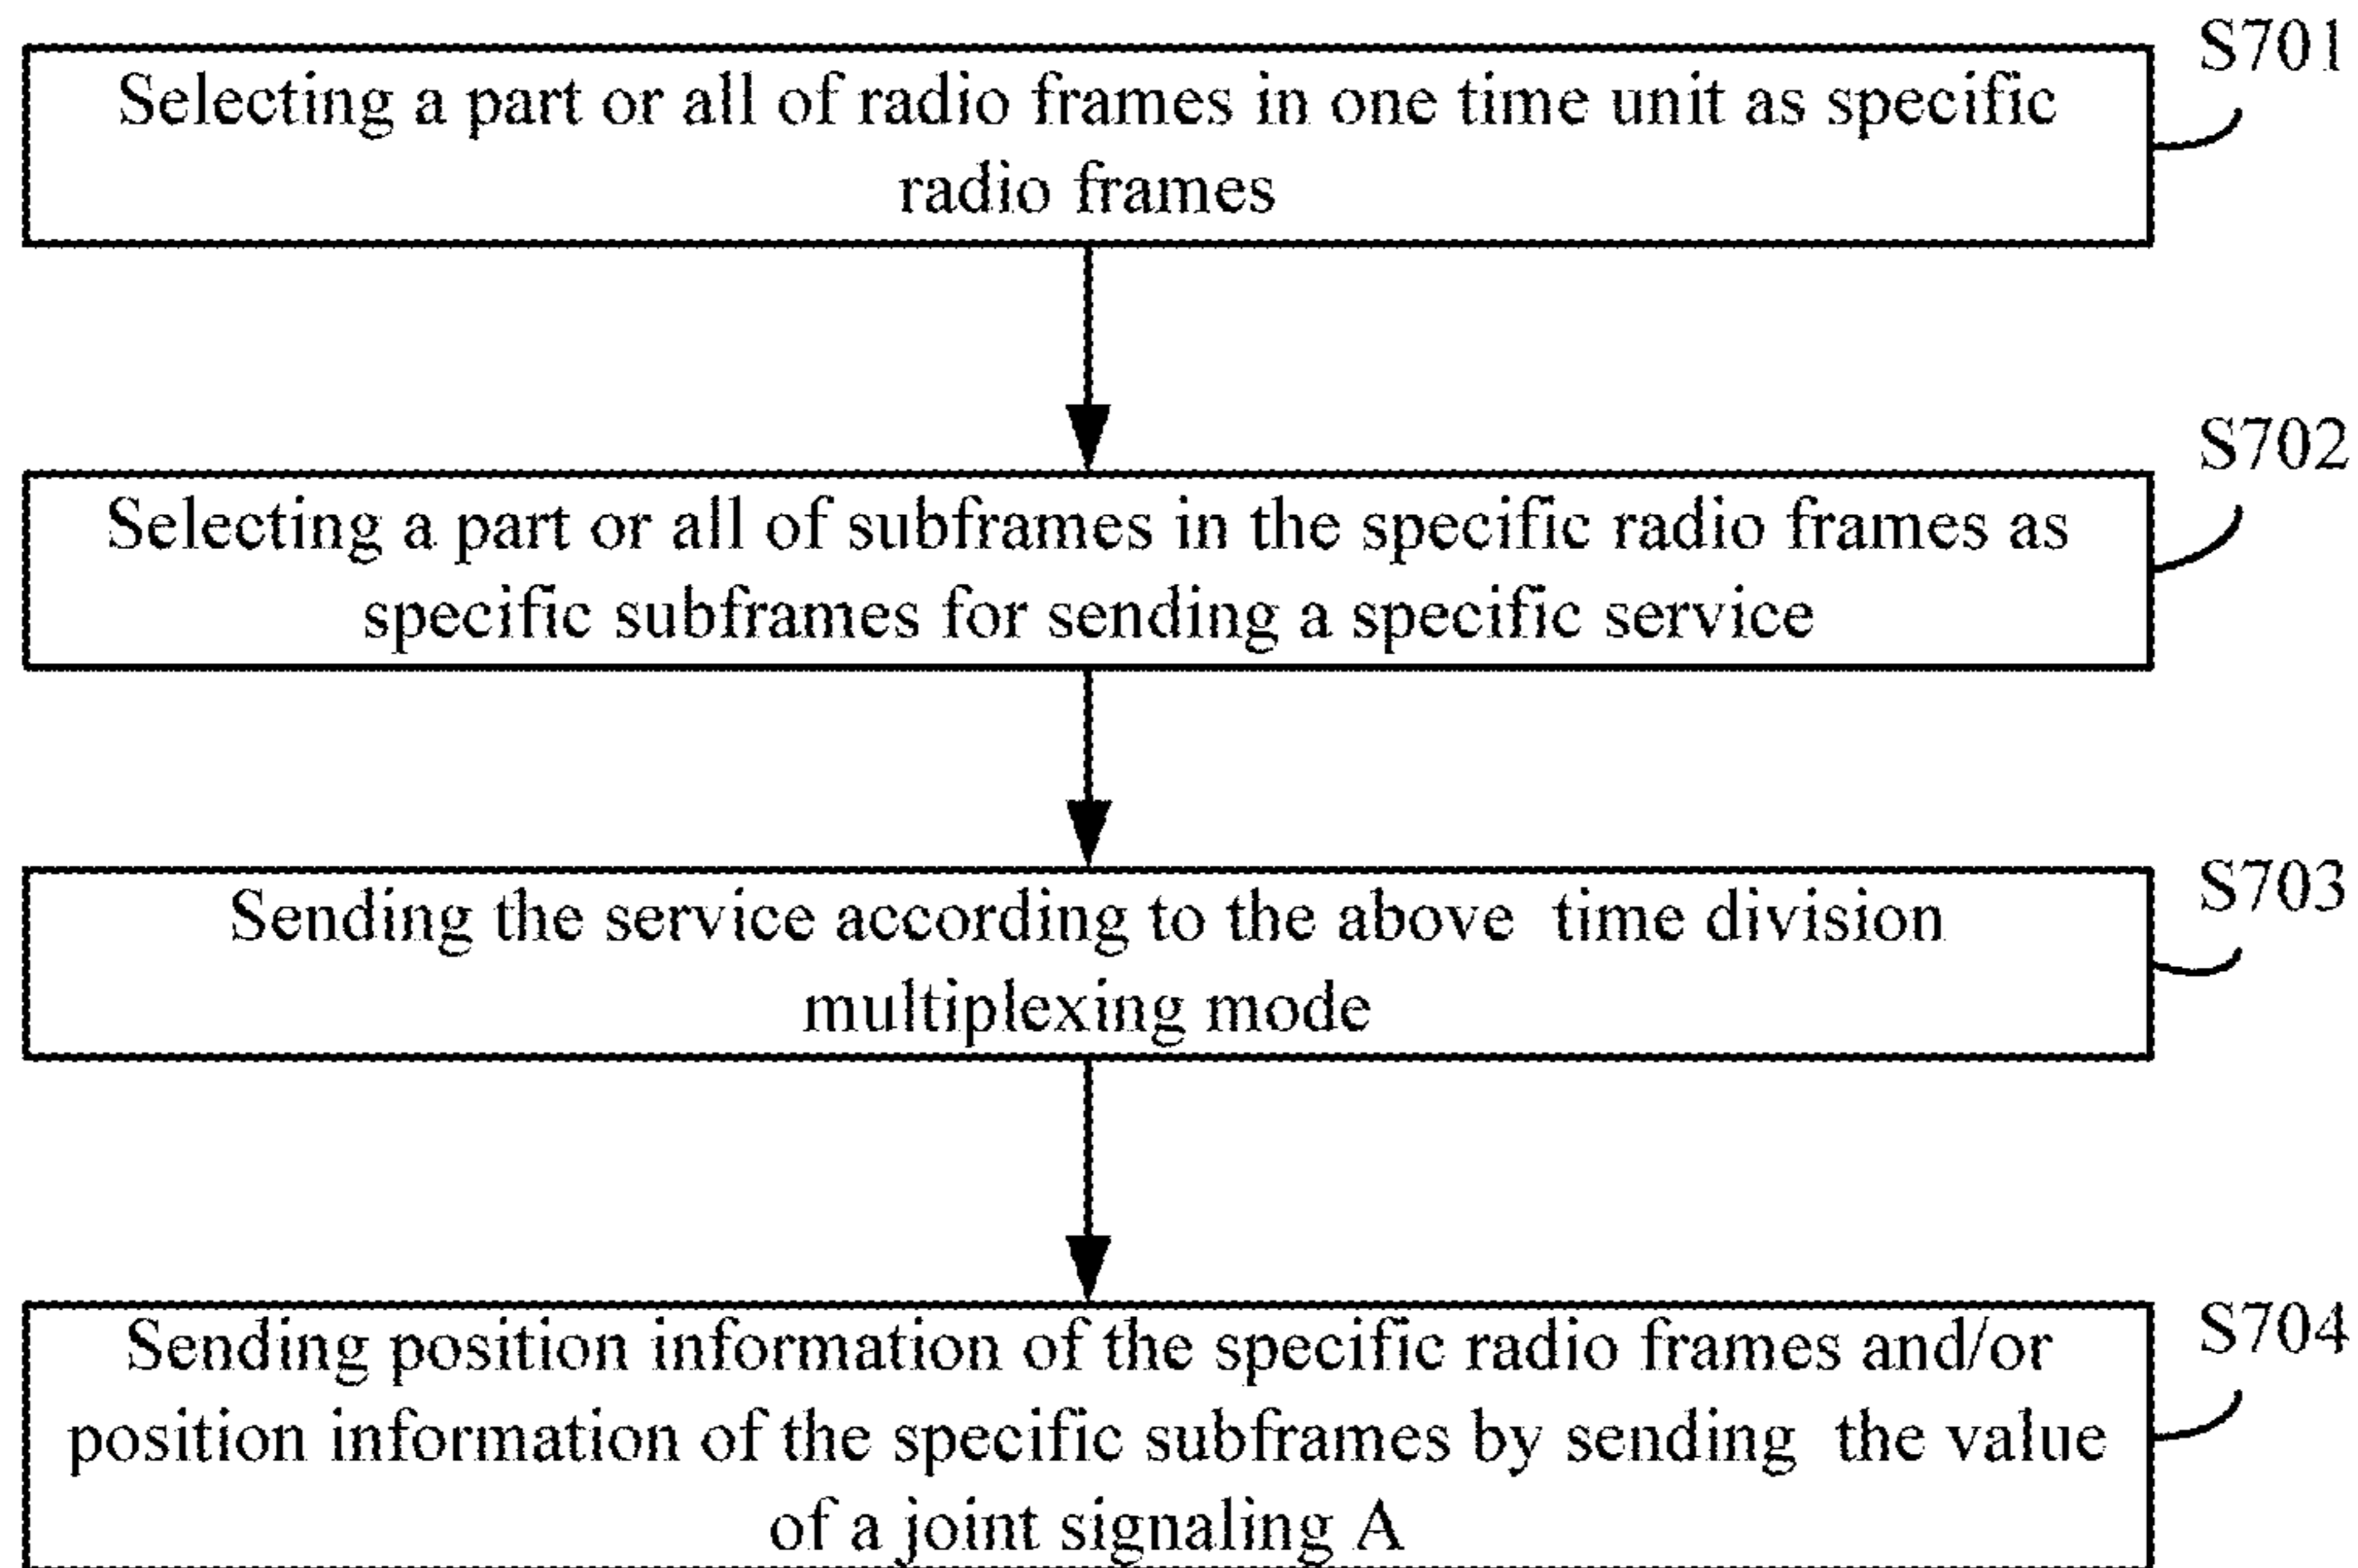 S701
Selecting a part or all of radio frames in one time unit as specific
radio frames
S702
Selecting a part or all of subframes in the specific radio frames as
specific subframes for sending a specific service
S703
Sending the service according to the above time division
multiplexing mode
S704
Sending position information of the specific radio frames and/or
position information of the specific subframes by sending the value
of a joint signaling A